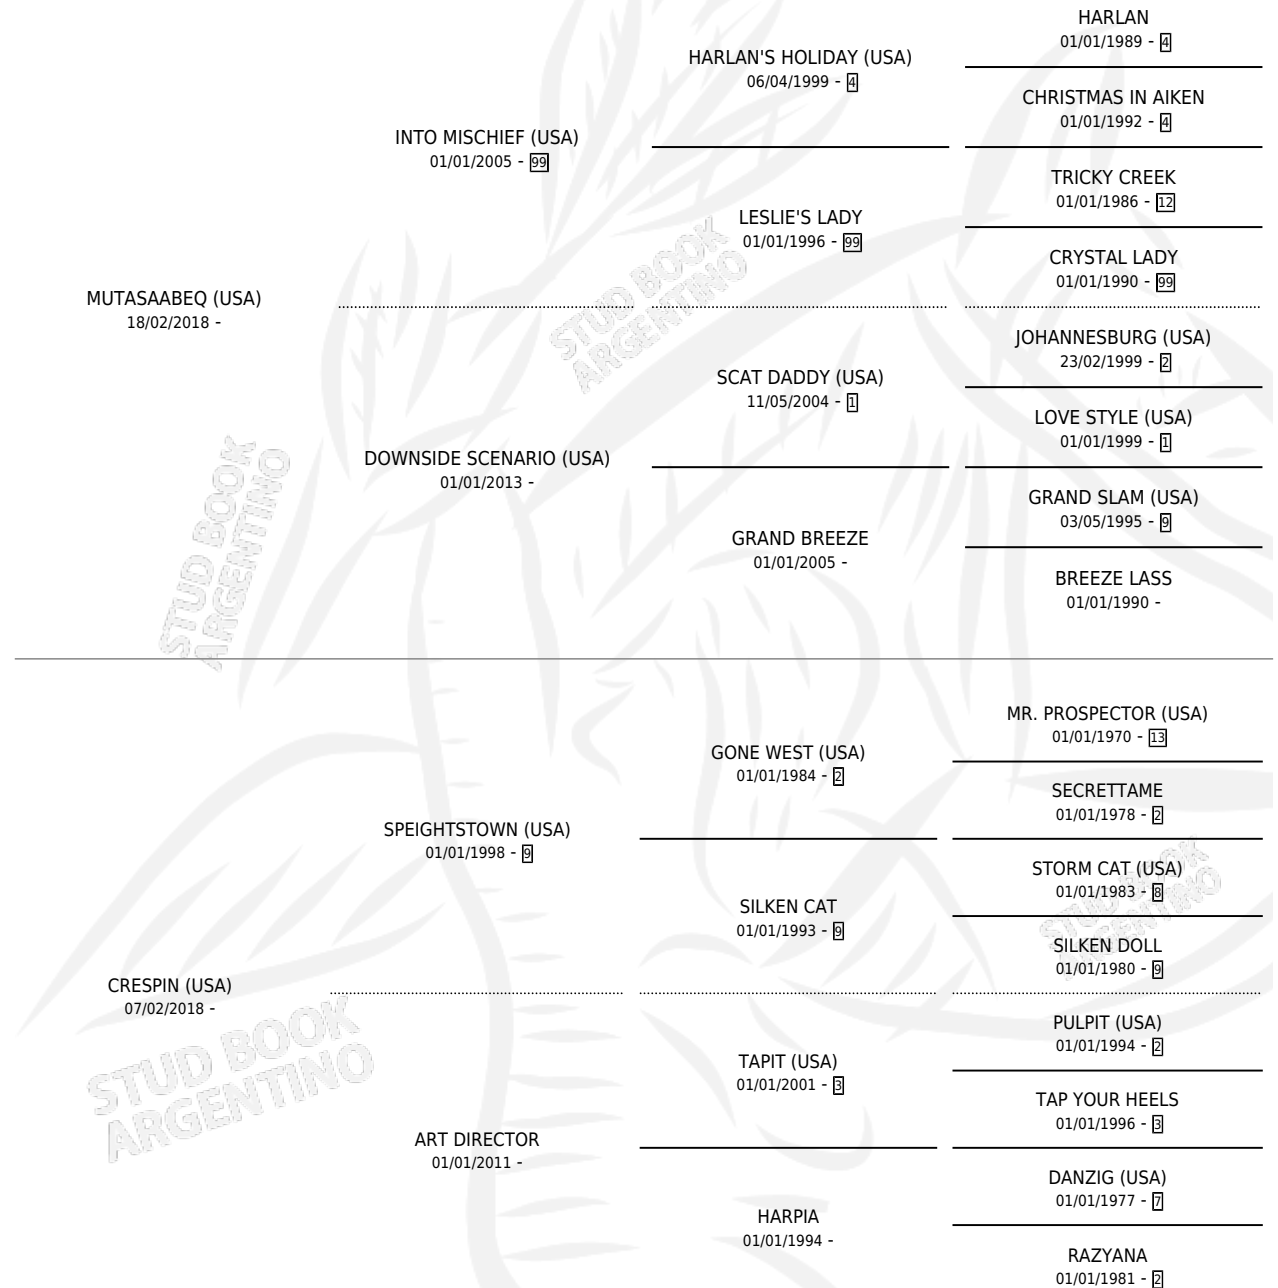 HARLAN
01/01/1989 - 4
HARLAN'S HOLIDAY (USA)
06/04/1999 - 4
CHRISTMAS IN AIKEN
01/01/1992 - 4
INTO MISCHIEF (USA)
01/01/2005 - 99
TRICKY CREEK
01/01/1986 - 12
LESLIE'S LADY
01/01/1996 - 99
CRYSTAL LADY
01/01/1990 - 99
MUTASAABEQ (USA)
18/02/2018 -
JOHANNESBURG (USA)
23/02/1999 - 2
SCAT DADDY (USA)
11/05/2004 - 1
LOVE STYLE (USA)
01/01/1999 - 1
DOWNSIDE SCENARIO (USA)
01/01/2013 -
GRAND SLAM (USA)
03/05/1995 - 9
GRAND BREEZE
01/01/2005 -
BREEZE LASS
01/01/1990 -
STUD BOOK
ARGENTINO
STUD BOOK
ARGENTINO
MR. PROSPECTOR (USA)
01/01/1970 - 13
GONE WEST (USA)
01/01/1984 - 2
SECRETTAME
01/01/1978 - 2
SPEIGHTSTOWN (USA)
01/01/1998 - 9
STORM CAT (USA)
01/01/1983 - 8
SILKEN CAT
01/01/1993 - 9
SILKEN DOLL
01/01/1980 - 9
CRESPIN (USA)
07/02/2018 -
PULPIT (USA)
01/01/1994 - 2
TAPIT (USA)
01/01/2001 - 3
TAP YOUR HEELS
01/01/1996 - 3
ART DIRECTOR
01/01/2011 -
DANZIG (USA)
01/01/1977 - 7
HARPIA
01/01/1994 -
RAZYANA
01/01/1981 - 2
STUD BOOK
ARGENTINO
STUD BOOK
ARGENTINO